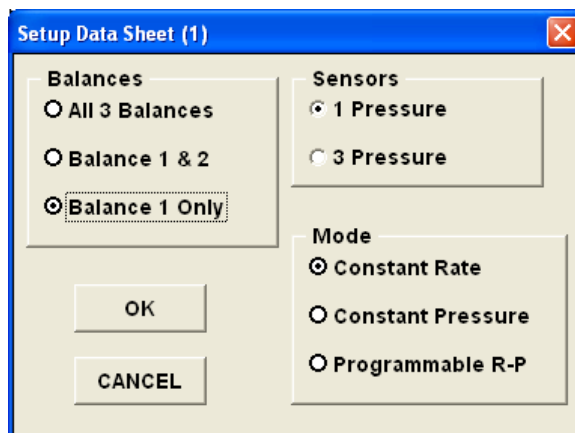 Setup Data Sheet (1)
Balances
All 3 Balances
Balance 1 & 2
Balance 1 Only
Sensors
1 Pressure
3 Pressure
Mode
Constant Rate
Constant Pressure
Programmable R-P
OK
CANCEL